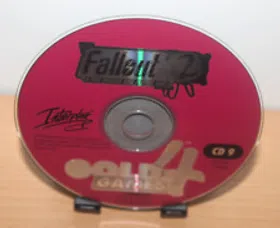 Fallout 2
Interplay
CD 9
GOLD 4
GAMES